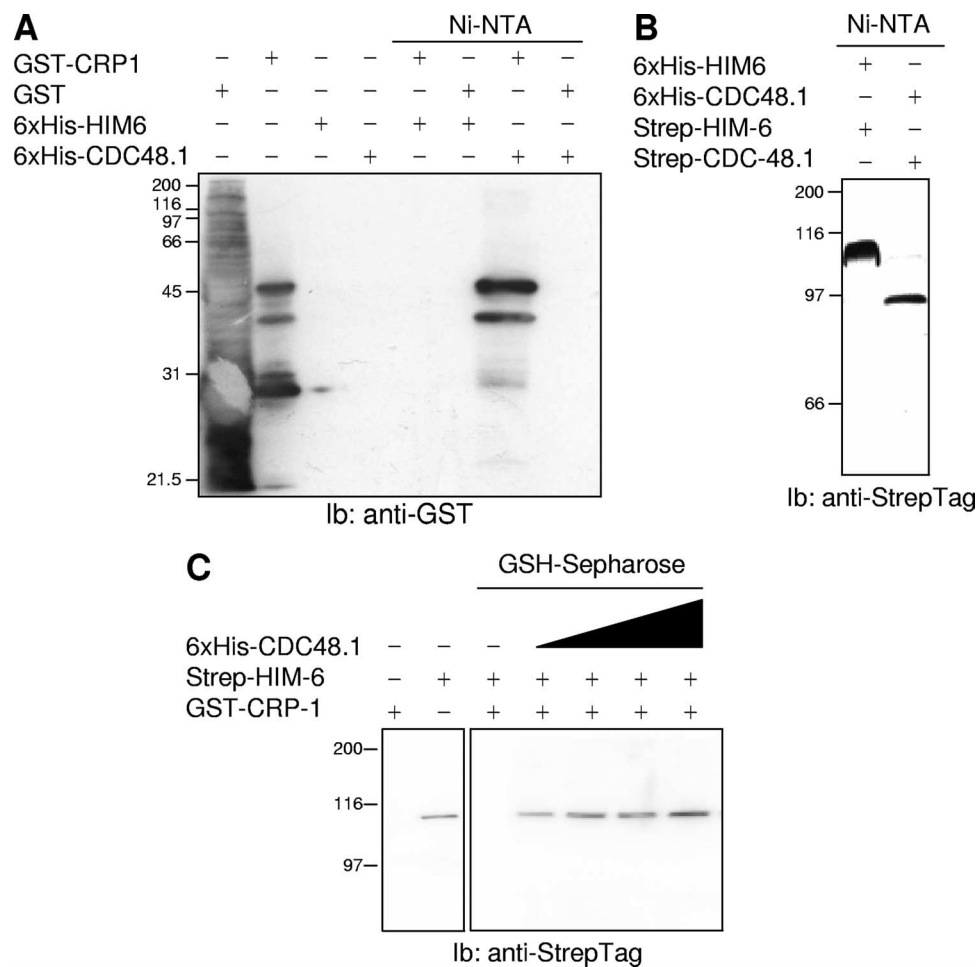 A
Ni-NTA
GST-CRP1 – + – – + – + –
GST + – – – – + – +
6xHis-HIM6 – – + – + + – –
6xHis-CDC48.1 – – – + – – + +
200
116
97
66
45
31
21.5
Ib: anti-GST
B
Ni-NTA
6xHis-HIM6 + –
6xHis-CDC48.1 – +
Strep-HIM-6 + –
Strep-CDC-48.1 – +
200
116
97
66
Ib: anti-StrepTag
C
GSH-Sepharose
6xHis-CDC48.1 – – –
Strep-HIM-6 – + + + + + +
GST-CRP-1 + – + + + + +
200
116
97
Ib: anti-StrepTag